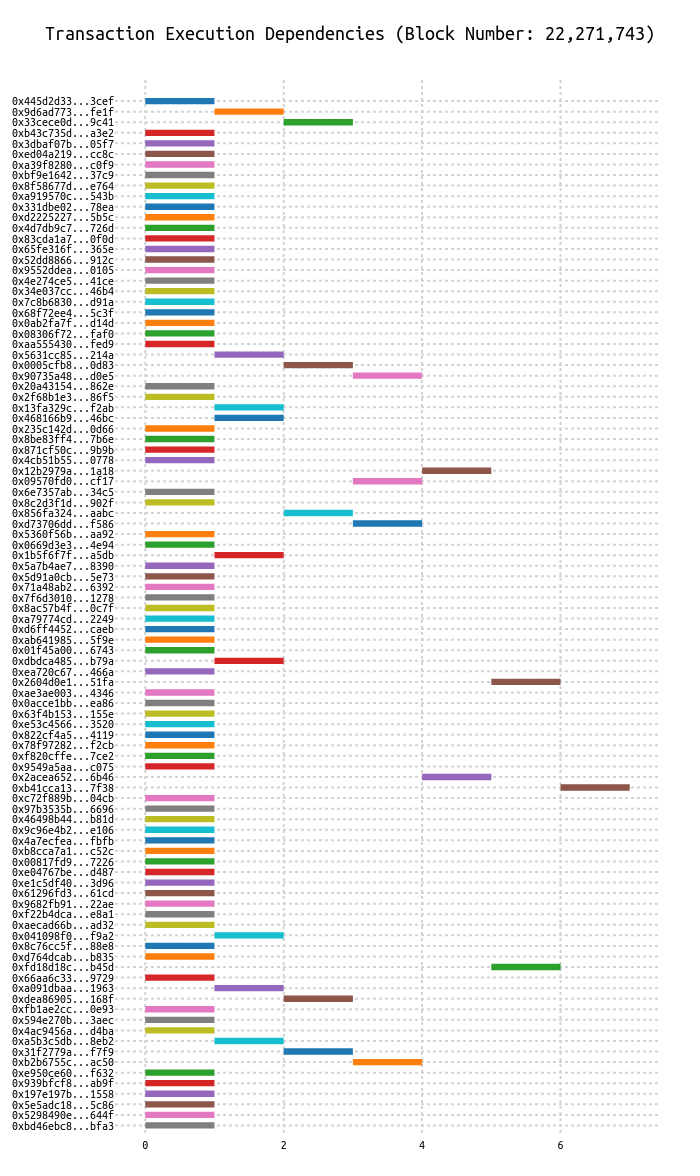 Transaction Execution Dependencies (Block Number: 22,271,743)
0x445d2d33...3cef
0x9d6ad773...fe1f
0x33cece0d...9c41
0xb43c735d...a3e2
0x3dbaf07b...05f7
0xed04a219...cc8c
0xa39f8280...c0f9
0xbf9e1642...37c9
0x8f58677d...e764
0xa919570c...543b
0x331dbe02...78ea
0xd2225227...5b5c
0x4d7db9c7...726d
0x83cda1a7...0f0d
0x65fe316f...365e
0x52dd8866...912c
0x9552ddea...0105
0x4e274ce5...41ce
0x34e037cc...46b4
0x7c8b6830...d91a
0x68f72ee4...5c3f
0x0ab2fa7f...d14d
0x08306f72...faf0
0xaa555430...fed9
0x5631cc85...214a
0x0005cfb8...0d83
0x90735a48...d0e5
0x20a43154...862e
0x2f68b1e3...86f5
0x13fa329c...f2ab
0x468166b9...46bc
0x235c142d...0d66
0x8be83ff4...7b6e
0x871cf50c...9b9b
0x4cb51b55...0778
0x12b2979a...1a18
0x09570fd0...cf17
0x6e7357ab...34c5
0x8c2d3f1d...902f
0x856fa324...aabc
0xd73706dd...f586
0x5360f56b...aa92
0x0669d3e3...4e94
0x1b5f6f7f...a5db
0x5a7b4ae7...8390
0x5d91a0cb...5e73
0x71a48ab2...6392
0x7f6d3010...1278
0x8ac57b4f...0c7f
0xa79774cd...2249
0xd6ff4452...caeb
0xab641985...5f9e
0x01f45a00...6743
0xdbdca485...b79a
0xea720c67...466a
0x2604d0e1...51fa
0xae3ae003...4346
0x0acce1bb...ea86
0x63f4b153...155e
0xe53c4566...3520
0x822cf4a5...4119
0x78f97282...f2cb
0xf820cffe...7ce2
0x9549a5aa...c075
0x2acea652...6b46
0xb41cca13...7f38
0xc72f889b...04cb
0x97b3535b...6696
0x46498b44...b81d
0x9c96e4b2...e106
0x4a7ecfea...fbfb
0xb8cca7a1...c52c
0x00817fd9...7226
0xe04767be...d487
0xe1c5df40...3d96
0x61296fd3...61cd
0x9682fb91...22ae
0xf22b4dca...e8a1
0xaecad66b...ad32
0x041098f0...f9a2
0x8c76cc5f...88e8
0xd764dcab...b835
0xfd18d18c...b45d
0x66aa6c33...9729
0xa091dbaa...1963
0xdea86905...168f
0xfb1ae2cc...0e93
0x594e270b...3aec
0x4ac9456a...d4ba
0xa5b3c5db...8eb2
0x31f2779a...f7f9
0xb2b6755c...ac50
0xe950ce60...f632
0x939bfcf8...ab9f
0x197e197b...1558
0x5e5adc18...5c86
0x5298490e...644f
0xbd46ebc8...bfa3
0 2 4 6